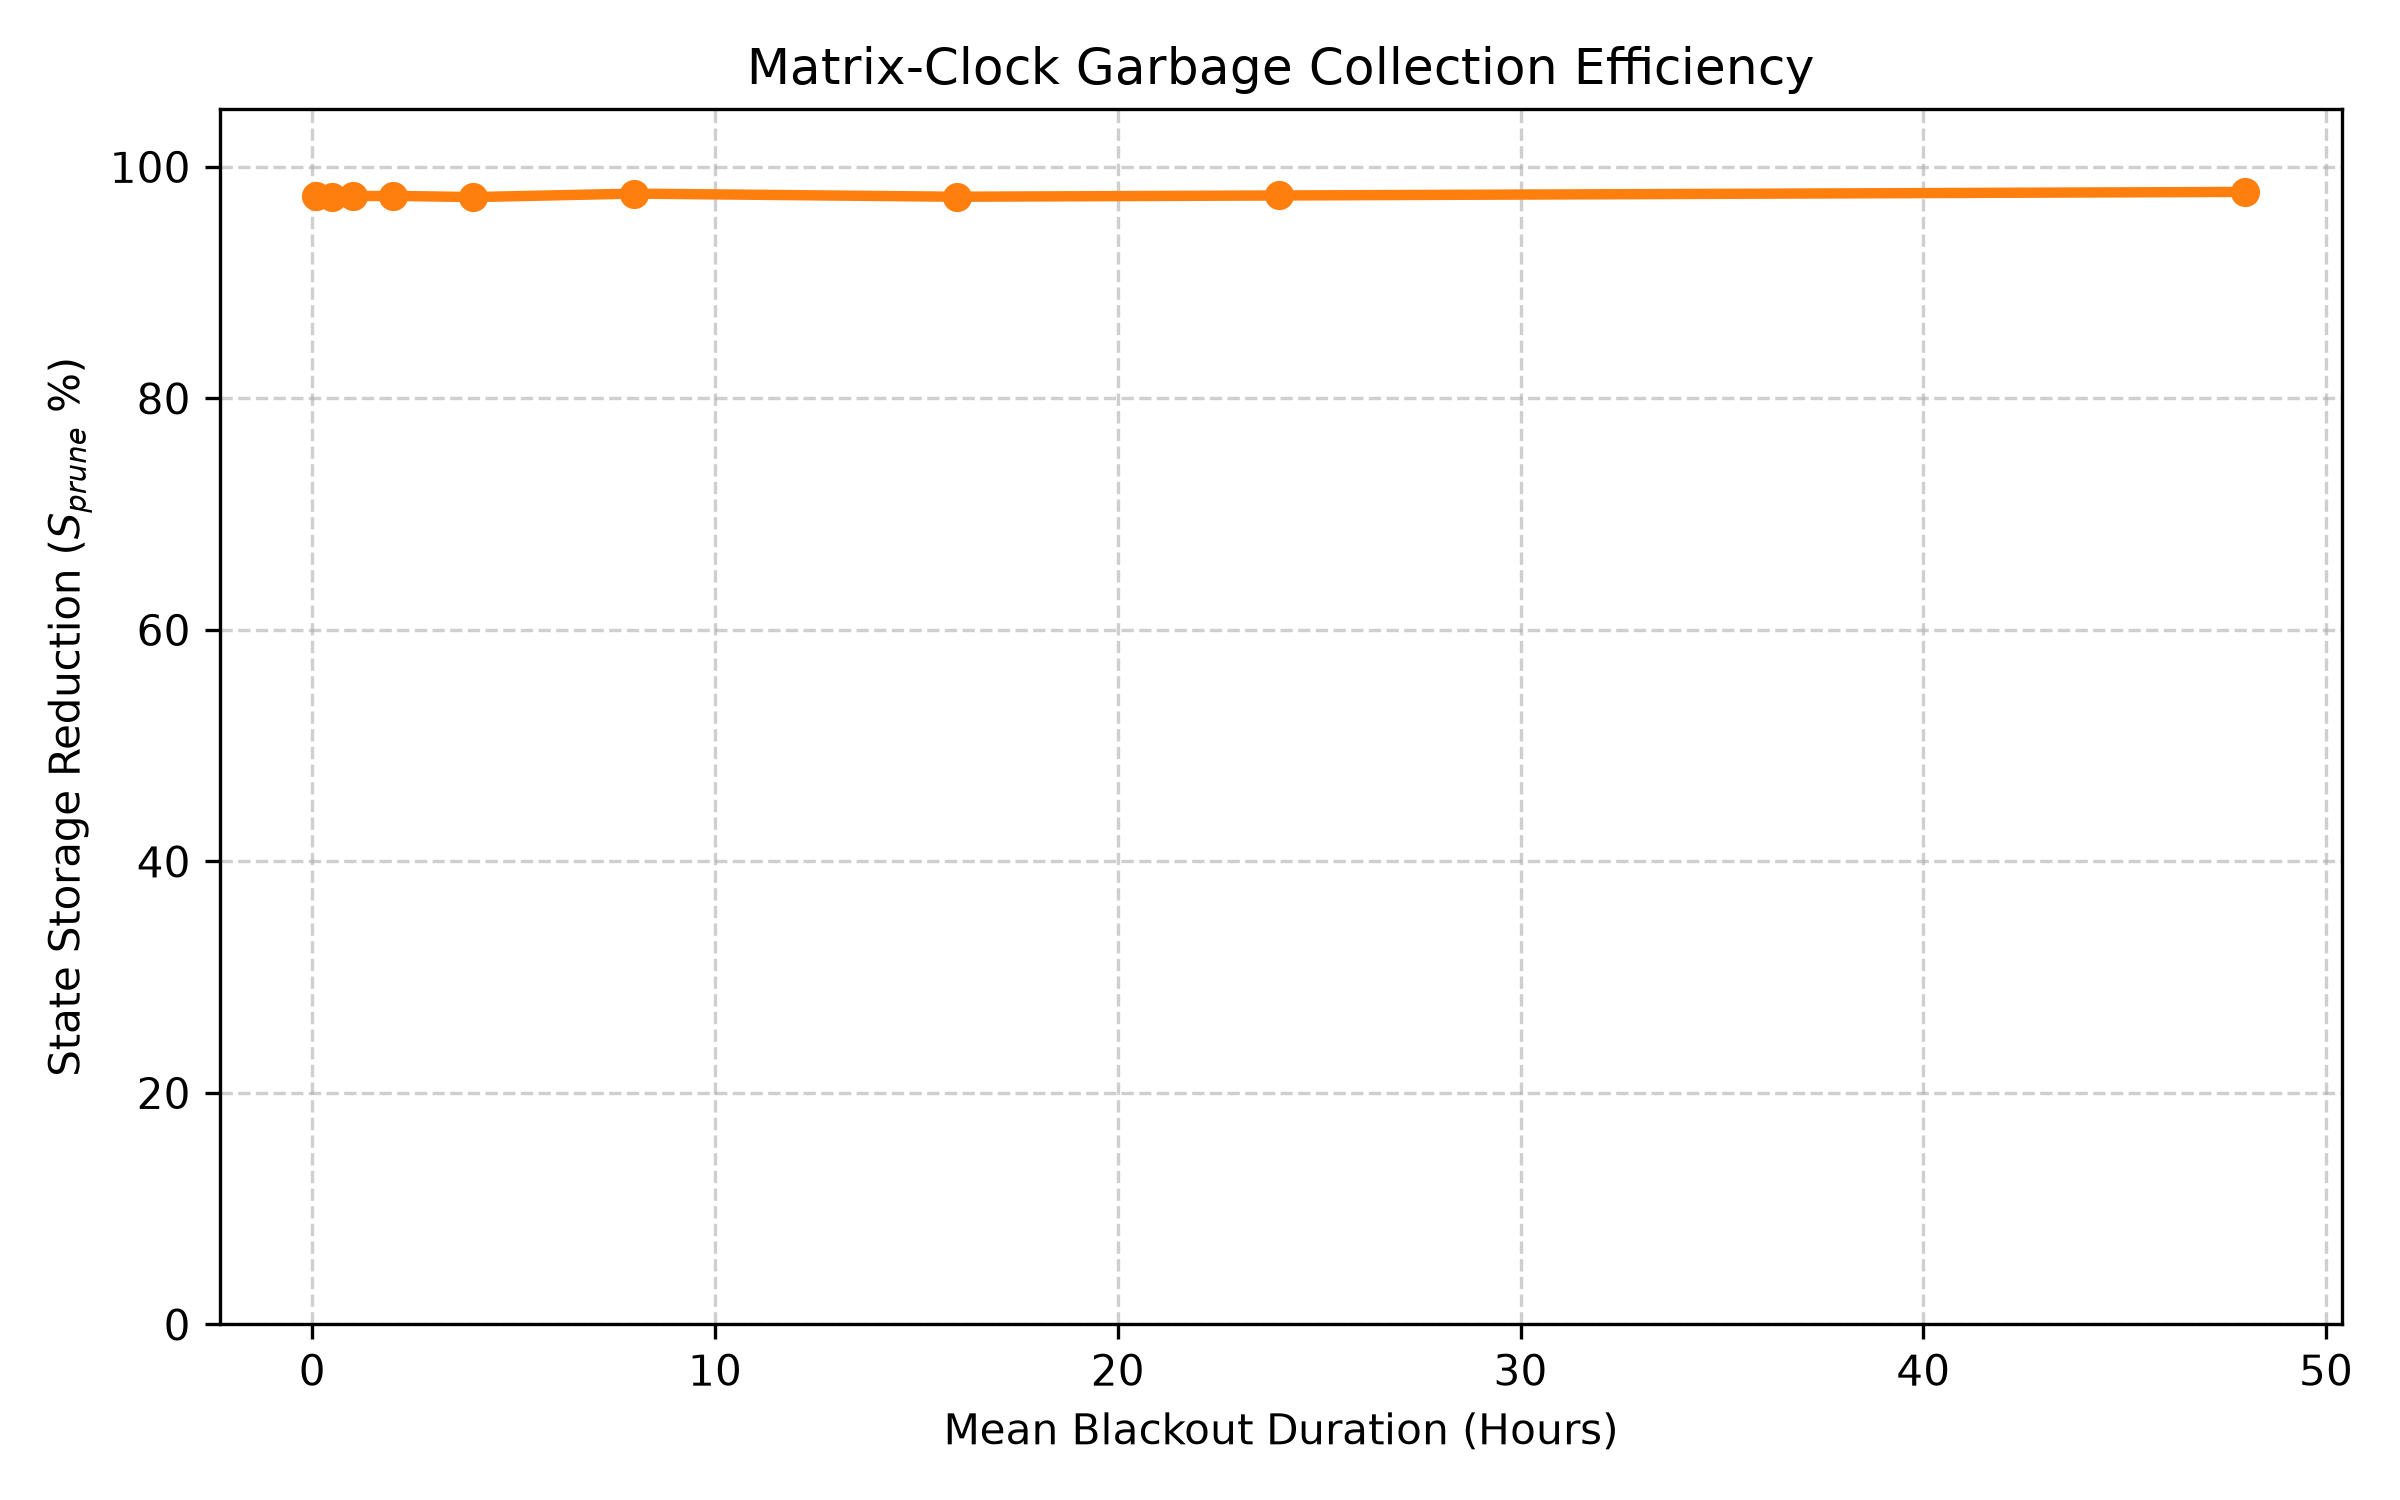 Matrix-Clock Garbage Collection Efficiency
State Storage Reduction (S_prune %)
100
80
60
40
20
0
0 10 20 30 40 50
Mean Blackout Duration (Hours)